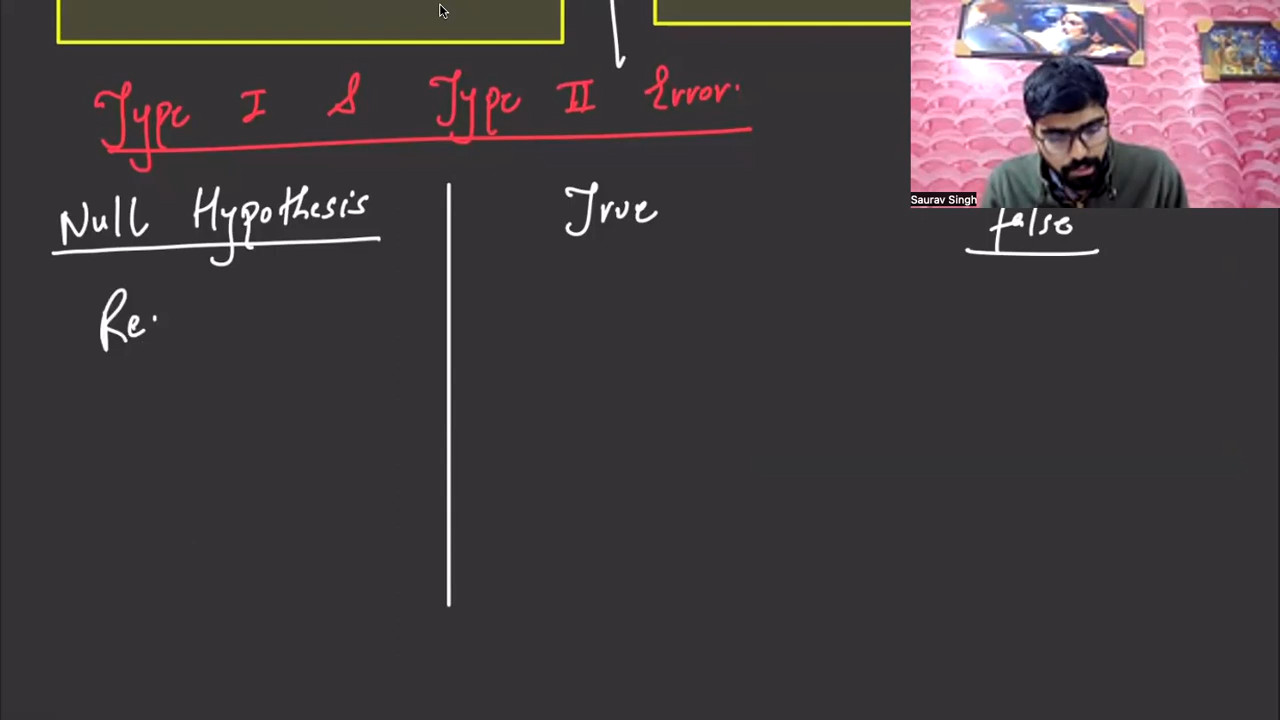 Type I & Type II Error.
Saurav Singh
Null Hypothesis True false
Re.